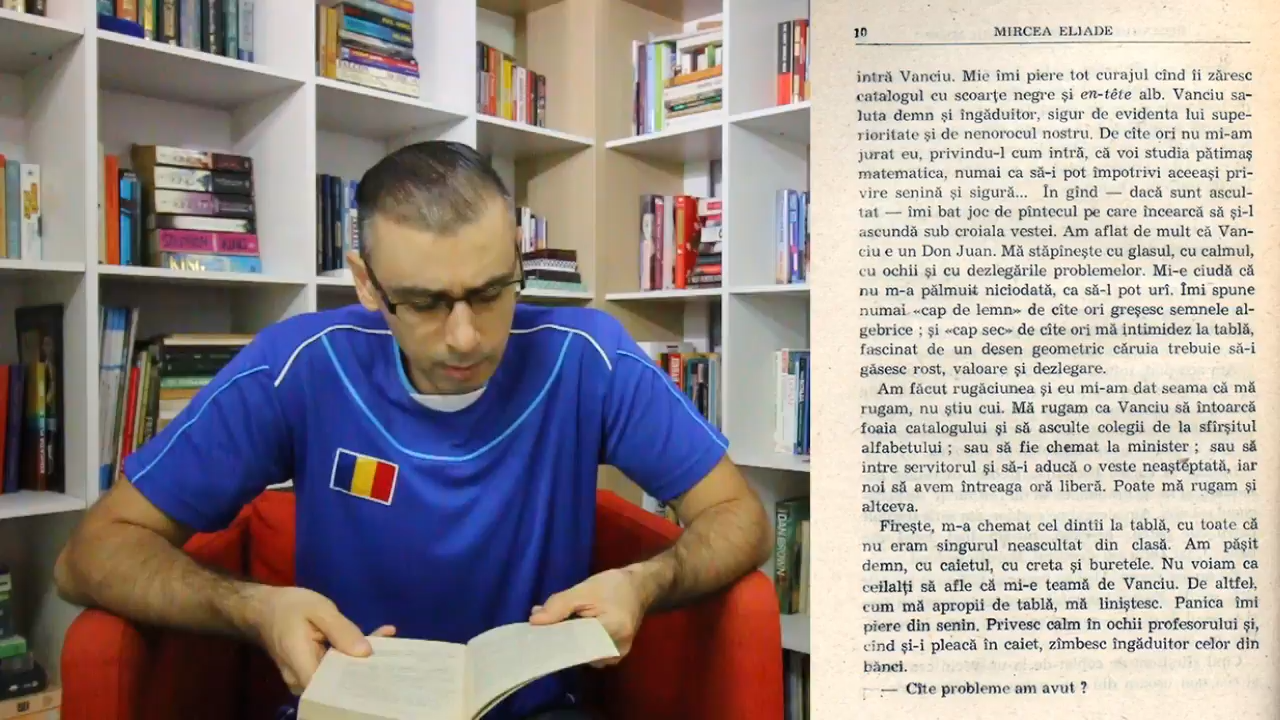 STEPHEN KING
KING
10 MIRCEA ELIADE
intră Vanciu. Mie îmi piere tot curajul cînd îi zăresc
catalogul cu scoarțe negre și en-tête alb. Vanciu sa-
luta demn și îngăduitor, sigur de evidenta lui supe-
rioritate și de nenorocul nostru. De cîte ori nu mi-am
jurat eu, privindu-l cum intră, că voi studia pătimaș
matematica, numai ca să-i pot împotrivi aceeași pri-
vire senină și sigură... În gînd — dacă sunt ascul-
tat — îmi bat joc de pîntecul pe care încearcă să și-l
ascundă sub croiala vestei. Am aflat de mult că Van-
ciu e un Don Juan. Mă stăpînește cu glasul, cu calmul,
cu ochii și cu dezlegările problemelor. Mi-e ciudă că
nu m-a pălmuit niciodată, ca să-l pot urî. Îmi spune
numai «cap de lemn» de cîte ori greșesc semnele al-
gebrice ; și «cap sec» de cîte ori mă intimidez la tablă,
fascinat de un desen geometric căruia trebuie să-i
găsesc rost, valoare și dezlegare.
Am făcut rugăciunea și eu mi-am dat seama că mă
rugam, nu știu cui. Mă rugam ca Vanciu să întoarcă
foaia catalogului și să asculte colegii de la sfîrșitul
alfabetului ; sau să fie chemat la minister ; sau să
intre servitorul și să-i aducă o veste neașteptată, iar
noi să avem întreaga oră liberă. Poate mă rugam și
altceva.
Firește, m-a chemat cel dintîi la tablă, cu toate că
nu eram singurul neascultat din clasă. Am pășit
demn, cu caietul, cu creta și buretele. Nu voiam ca
ceilalți să afle că mi-e teamă de Vanciu. De altfel,
cum mă apropii de tablă, mă liniștesc. Panica îmi
piere din senin. Privesc calm în ochii profesorului și,
cînd și-i pleacă în caiet, zîmbesc îngăduitor celor din
bănci.
— Cîte probleme am avut ?